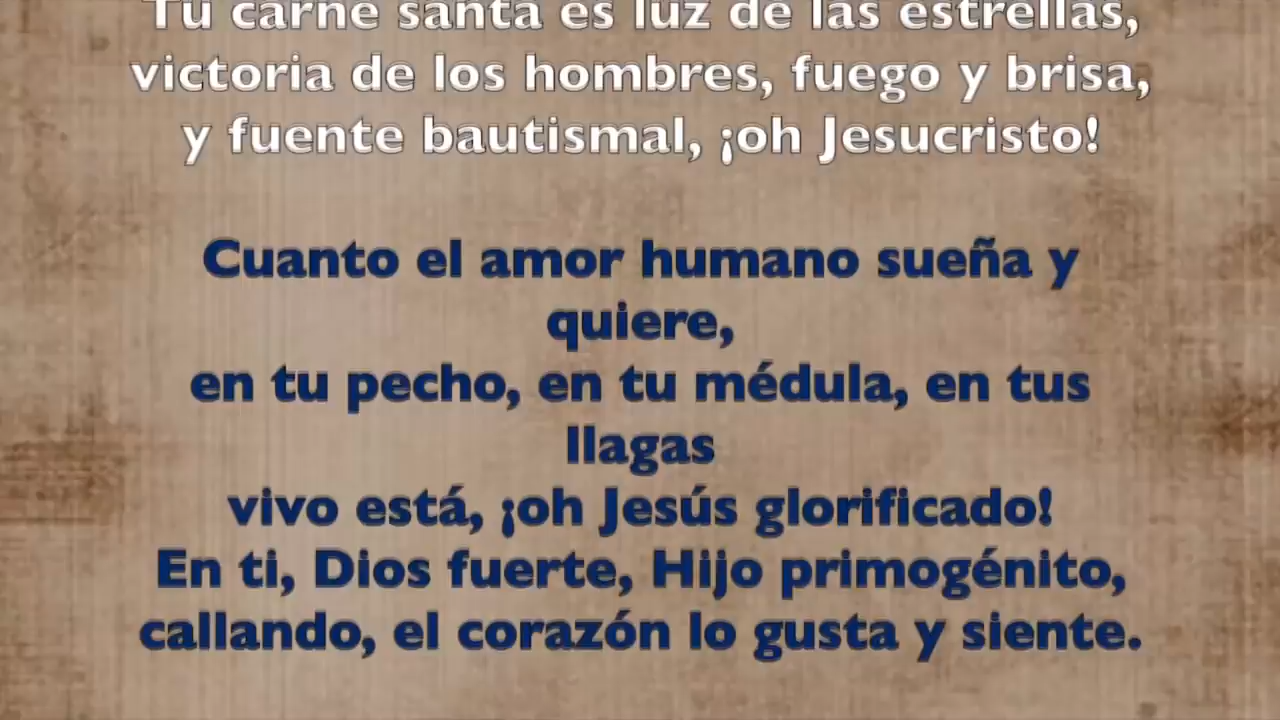 Tu carne santa es luz de las estrellas,
victoria de los hombres, fuego y brisa,
y fuente bautismal, ¡oh Jesucristo!
Cuanto el amor humano sueña y
quiere,
en tu pecho, en tu médula, en tus
llagas
vivo está, ¡oh Jesús glorificado!
En ti, Dios fuerte, Hijo primogénito,
callando, el corazón lo gusta y siente.